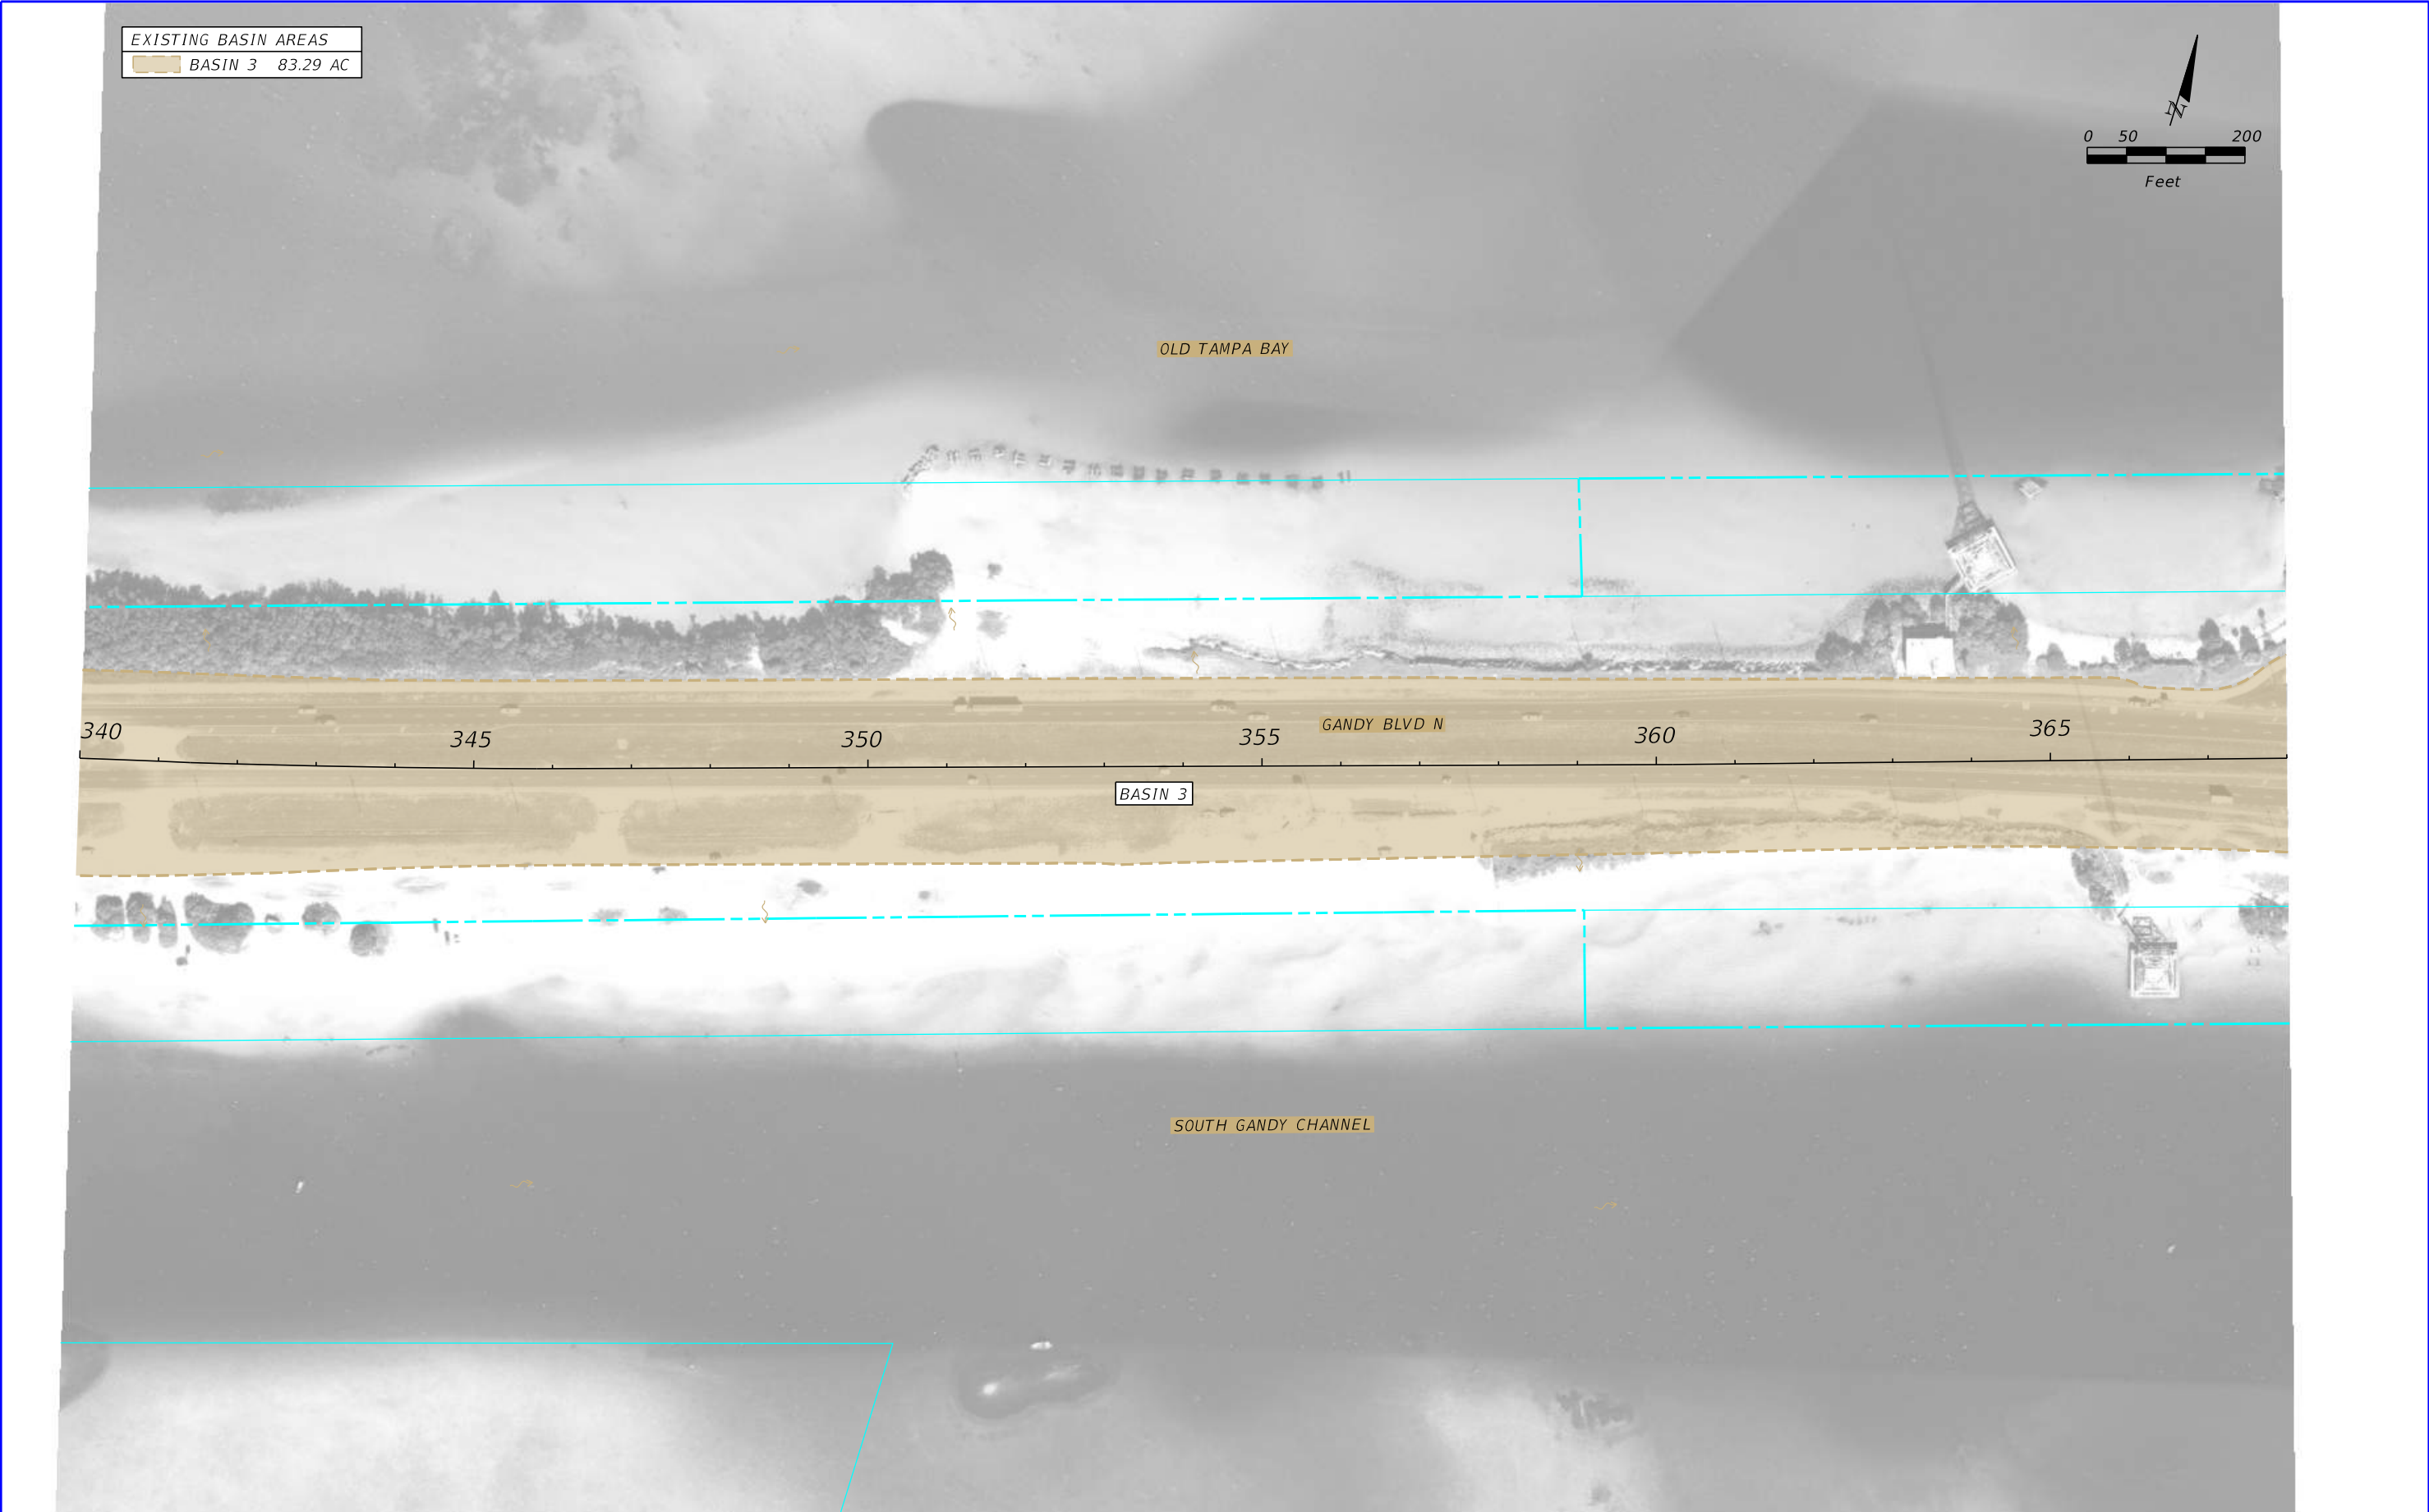 EXISTING BASIN AREAS
BASIN 3 83.29 AC
N
0 50 200
Feet
OLD TAMPA BAY
GANDY BLVD N
340 345 350 355 360 365
BASIN 3
SOUTH GANDY CHANNEL